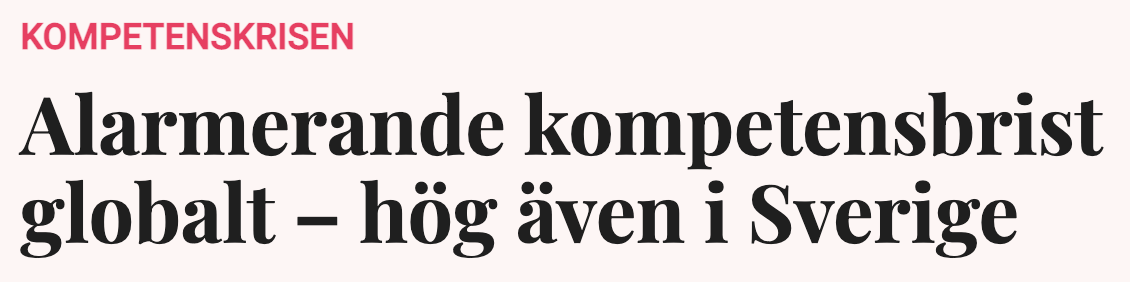 KOMPETENSKRISEN
Alarmerande kompetensbrist
globalt – hög även i Sverige